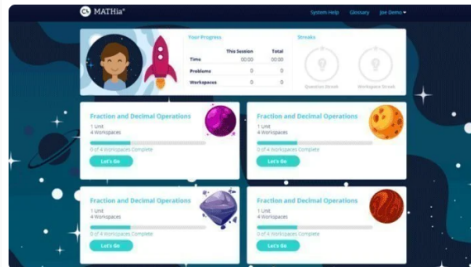 MATHia®
System Help Glossary Joe Demo
Your Progress
This Session Total
Time 00:00 00:00
Problems 0 0
Workspaces 0 0
Streaks
Question Streak Workspace Streak
Fraction and Decimal Operations
1 Unit
4 Workspaces
0 of 4 Workspaces Complete
Let's Go
Fraction and Decimal Operations
1 Unit
4 Workspaces
0 of 4 Workspaces Complete
Let's Go
Fraction and Decimal Operations
1 Unit
4 Workspaces
0 of 4 Workspaces Complete
Let's Go
Fraction and Decimal Operations
1 Unit
4 Workspaces
0 of 4 Workspaces Complete
Let's Go